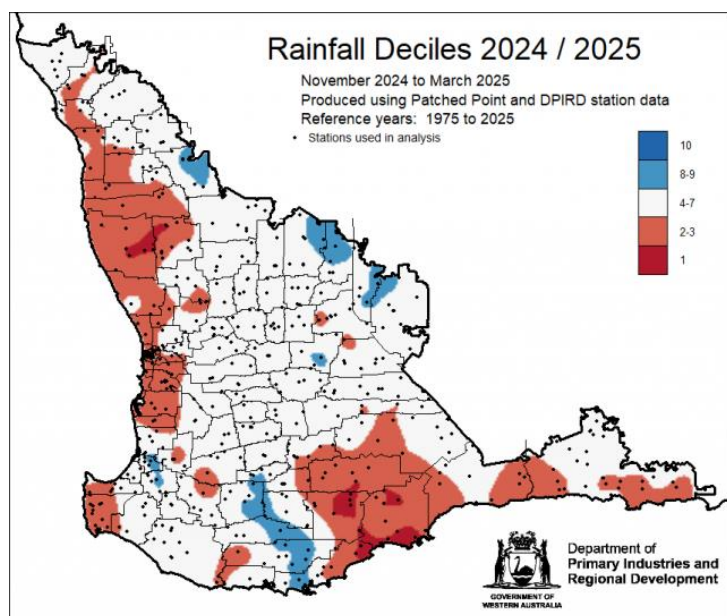 Rainfall Deciles 2024 / 2025
November 2024 to March 2025
Produced using Patched Point and DPIRD station data
Reference years: 1975 to 2025
• Stations used in analysis
10
8-9
4-7
2-3
1
Department of
Primary Industries and
Regional Development
GOVERNMENT OF
WESTERN AUSTRALIA